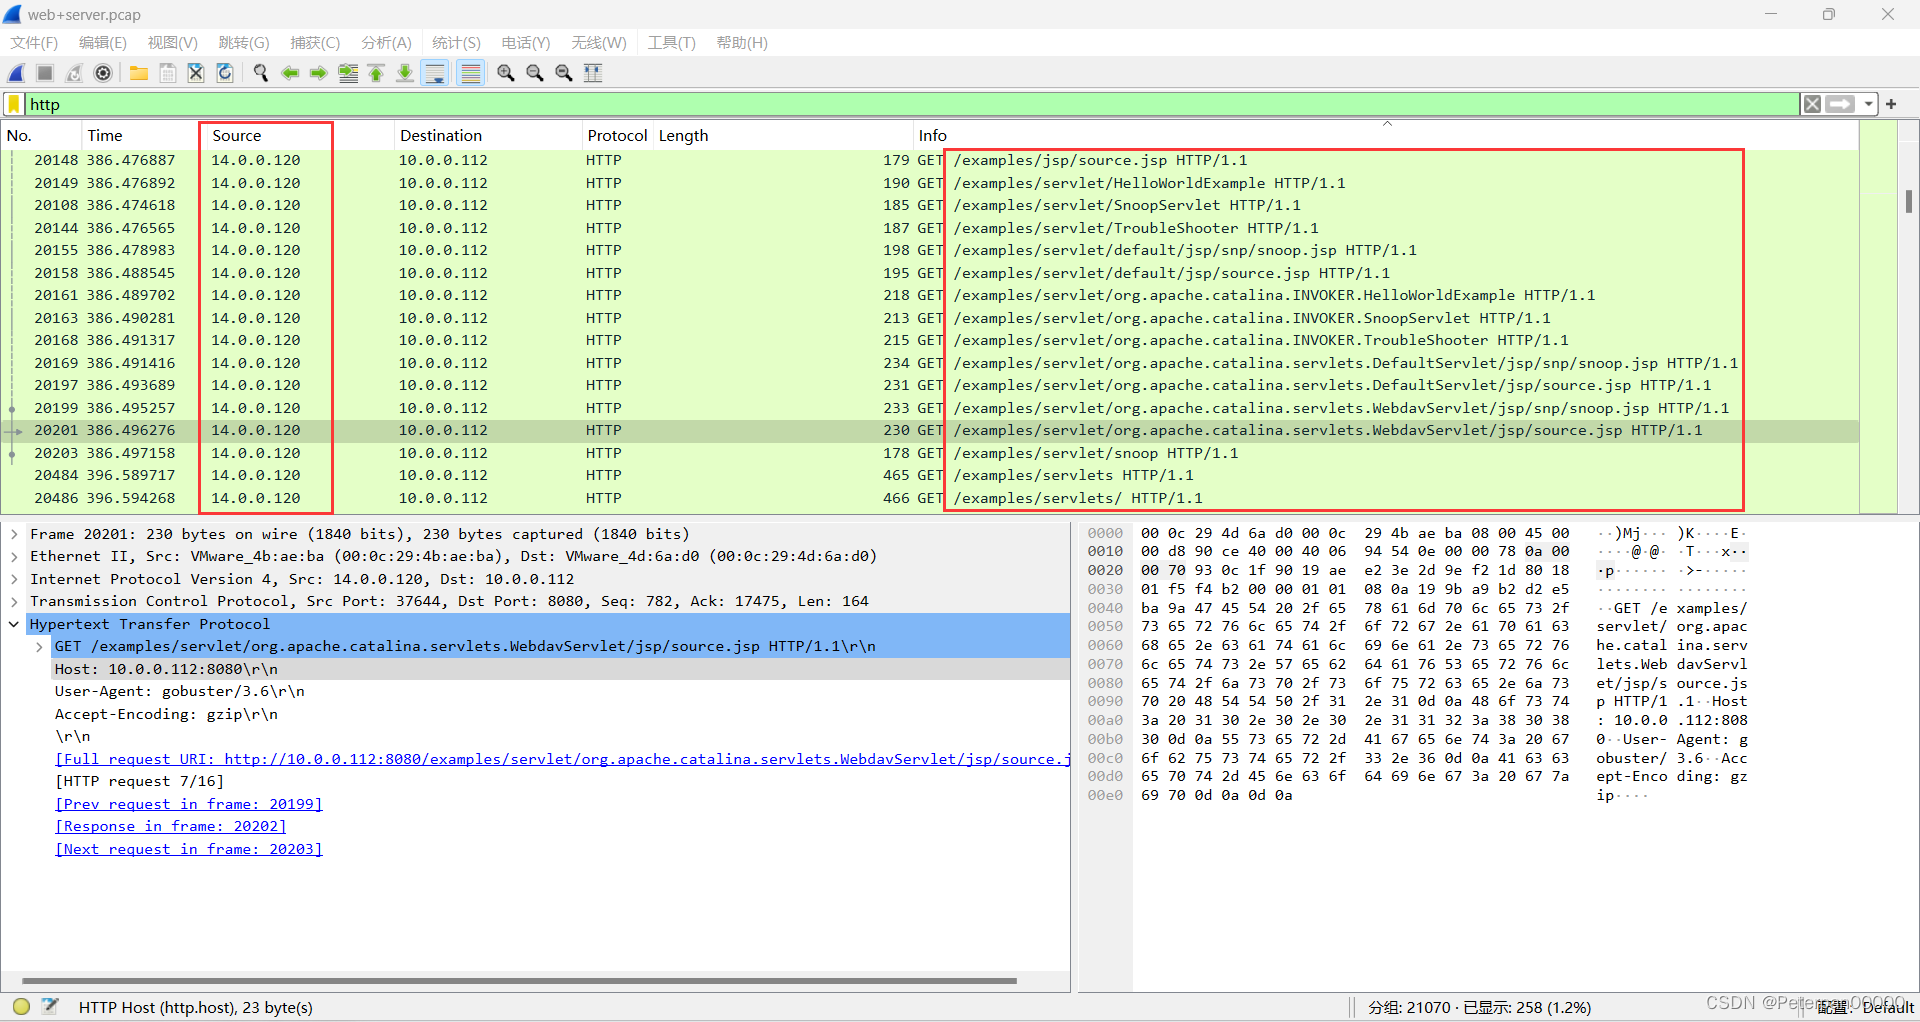 web+server.pcap
文件(F) 编辑(E) 视图(V) 跳转(G) 捕获(C) 分析(A) 统计(S) 电话(Y) 无线(W) 工具(T) 帮助(H)
http
No. Time Source Destination Protocol Length Info
20148 386.476887 14.0.0.120 10.0.0.112 HTTP 179 GET /examples/jsp/source.jsp HTTP/1.1
20149 386.476892 14.0.0.120 10.0.0.112 HTTP 190 GET /examples/servlet/HelloWorldExample HTTP/1.1
20108 386.474618 14.0.0.120 10.0.0.112 HTTP 185 GET /examples/servlet/SnoopServlet HTTP/1.1
20144 386.476565 14.0.0.120 10.0.0.112 HTTP 187 GET /examples/servlet/TroubleShooter HTTP/1.1
20155 386.478983 14.0.0.120 10.0.0.112 HTTP 198 GET /examples/servlet/default/jsp/snp/snoop.jsp HTTP/1.1
20158 386.488545 14.0.0.120 10.0.0.112 HTTP 195 GET /examples/servlet/default/jsp/source.jsp HTTP/1.1
20161 386.489702 14.0.0.120 10.0.0.112 HTTP 218 GET /examples/servlet/org.apache.catalina.INVOKER.HelloWorldExample HTTP/1.1
20163 386.490281 14.0.0.120 10.0.0.112 HTTP 213 GET /examples/servlet/org.apache.catalina.INVOKER.SnoopServlet HTTP/1.1
20168 386.491317 14.0.0.120 10.0.0.112 HTTP 215 GET /examples/servlet/org.apache.catalina.INVOKER.TroubleShooter HTTP/1.1
20169 386.491416 14.0.0.120 10.0.0.112 HTTP 234 GET /examples/servlet/org.apache.catalina.servlets.DefaultServlet/jsp/snp/snoop.jsp HTTP/1.1
20197 386.493689 14.0.0.120 10.0.0.112 HTTP 231 GET /examples/servlet/org.apache.catalina.servlets.DefaultServlet/jsp/source.jsp HTTP/1.1
20199 386.495257 14.0.0.120 10.0.0.112 HTTP 233 GET /examples/servlet/org.apache.catalina.servlets.WebdavServlet/jsp/snp/snoop.jsp HTTP/1.1
20201 386.496276 14.0.0.120 10.0.0.112 HTTP 230 GET /examples/servlet/org.apache.catalina.servlets.WebdavServlet/jsp/source.jsp HTTP/1.1
20203 386.497158 14.0.0.120 10.0.0.112 HTTP 178 GET /examples/servlet/snoop HTTP/1.1
20484 396.589717 14.0.0.120 10.0.0.112 HTTP 465 GET /examples/servlets HTTP/1.1
20486 396.594268 14.0.0.120 10.0.0.112 HTTP 466 GET /examples/servlets/ HTTP/1.1
Frame 20201: 230 bytes on wire (1840 bits), 230 bytes captured (1840 bits)
Ethernet II, Src: VMware_4b:ae:ba (00:0c:29:4b:ae:ba), Dst: VMware_4d:6a:d0 (00:0c:29:4d:6a:d0)
Internet Protocol Version 4, Src: 14.0.0.120, Dst: 10.0.0.112
Transmission Control Protocol, Src Port: 37644, Dst Port: 8080, Seq: 782, Ack: 17475, Len: 164
Hypertext Transfer Protocol
GET /examples/servlet/org.apache.catalina.servlets.WebdavServlet/jsp/source.jsp HTTP/1.1\r\n
Host: 10.0.0.112:8080\r\n
User-Agent: gobuster/3.6\r\n
Accept-Encoding: gzip\r\n
\r\n
[Full request URI: http://10.0.0.112:8080/examples/servlet/org.apache.catalina.servlets.WebdavServlet/jsp/source.j
[HTTP request 7/16]
[Prev request in frame: 20199]
[Response in frame: 20202]
[Next request in frame: 20203]
0000 00 0c 29 4d 6a d0 00 0c 29 4b ae ba 08 00 45 00 ··)Mj··· )K····E·
0010 00 d8 90 ce 40 00 40 06 94 54 0e 00 00 78 0a 00 ····@·@· ·T···x··
0020 00 70 93 0c 1f 90 19 ae e2 3e 2d 9e f2 1d 80 18 ·p······ ·>-·····
0030 01 f5 f4 b2 00 00 01 01 08 0a 19 9b a9 b2 d2 e5 ········ ········
0040 ba 9a 47 45 54 20 2f 65 78 61 6d 70 6c 65 73 2f ··GET /e xamples/
0050 73 65 72 76 6c 65 74 2f 6f 72 67 2e 61 70 61 63 servlet/ org.apac
0060 68 65 2e 63 61 74 61 6c 69 6e 61 2e 73 65 72 76 he.catal ina.serv
0070 6c 65 74 73 2e 57 65 62 64 61 76 53 65 72 76 6c lets.Web davServl
0080 65 74 2f 6a 73 70 2f 73 6f 75 72 63 65 2e 6a 73 et/jsp/s ource.js
0090 70 20 48 54 54 50 2f 31 2e 31 0d 0a 48 6f 73 74 p HTTP/1 .1··Host
00a0 3a 20 31 30 2e 30 2e 30 2e 31 31 32 3a 38 30 38 : 10.0.0 .112:808
00b0 30 0d 0a 55 73 65 72 2d 41 67 65 6e 74 3a 20 67 0··User- Agent: g
00c0 6f 62 75 73 74 65 72 2f 33 2e 36 0d 0a 41 63 63 obuster/ 3.6··Acc
00d0 65 70 74 2d 45 6e 63 6f 64 69 6e 67 3a 20 67 7a ept-Enco ding: gz
00e0 69 70 0d 0a 0d 0a ip····
HTTP Host (http.host), 23 byte(s) 分组: 21070 · 已显示: 258 (1.2%) 配置: Default